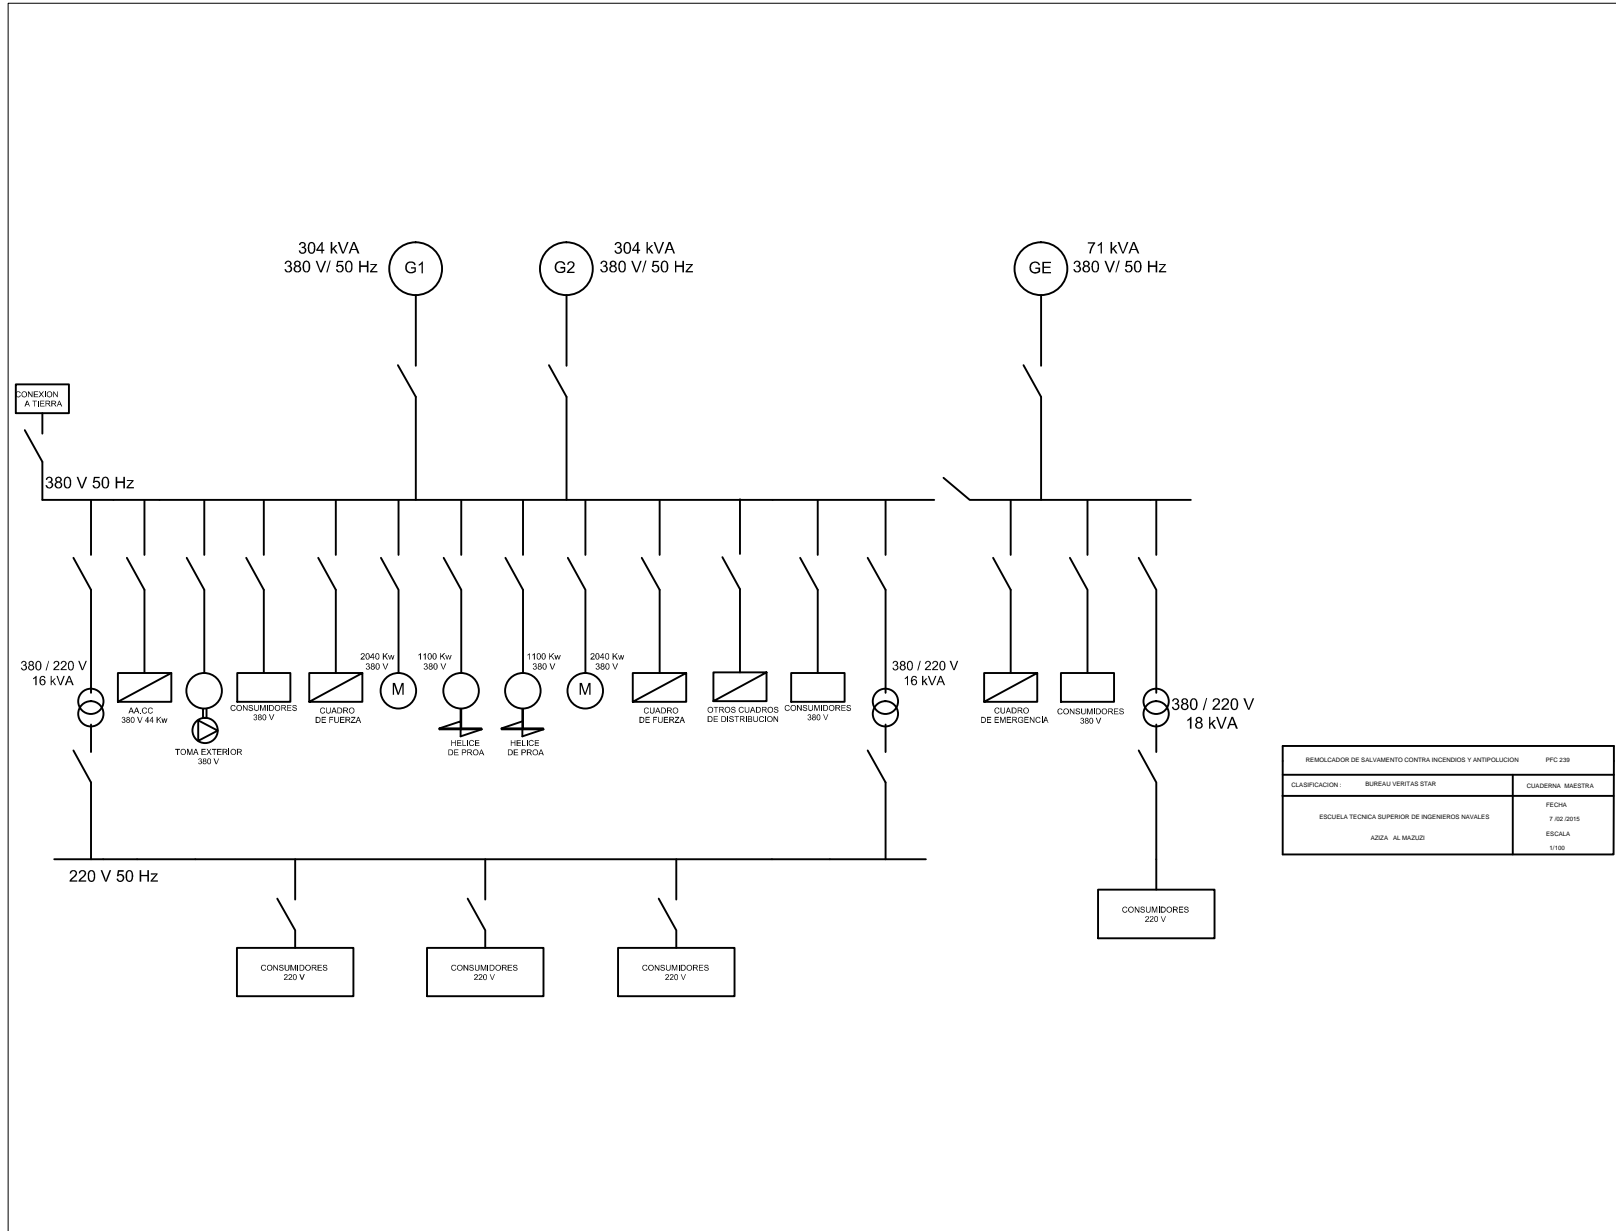 304 kVA
380 V/ 50 Hz
G1
304 kVA
380 V/ 50 Hz
G2
71 kVA
380 V/ 50 Hz
GE
CONEXION
A TIERRA
380 V 50 Hz
380 / 220 V
16 kVA
AA,CC
380 V 44 Kw
TOMA EXTERIOR
380 V
CONSUMIDORES
380 V
CUADRO
DE FUERZA
2040 Kw
380 V
M
1100 Kw
380 V
HELICE
DE PROA
1100 Kw
380 V
HELICE
DE PROA
2040 Kw
380 V
M
CUADRO
DE FUERZA
OTROS CUADROS
DE DISTRIBUCION
CONSUMIDORES
380 V
380 / 220 V
16 kVA
CUADRO
DE EMERGENCIA
CONSUMIDORES
380 V
380 / 220 V
18 kVA
220 V 50 Hz
CONSUMIDORES
220 V
CONSUMIDORES
220 V
CONSUMIDORES
220 V
CONSUMIDORES
220 V
REMOLCADOR DE SALVAMENTO CONTRA INCENDIOS Y ANTIPOLUCION PFC 239
CLASIFICACION : BUREAU VERITAS STAR
CUADERNA MAESTRA
ESCUELA TECNICA SUPERIOR DE INGENIEROS NAVALES
AZIZA AL MAZUZI
FECHA
7 /02 /2015
ESCALA
1/100